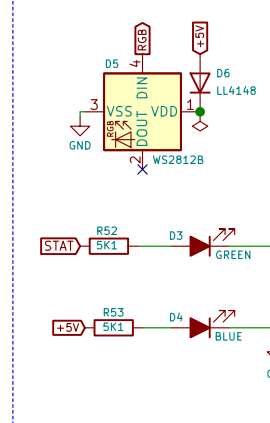 RGB
+5V
D5
4
DIN
D6
LL4148
3
VSS
VDD
1
GND
RGB
DOUT
2
WS2812B
STAT
R52
5K1
D3
GREEN
+5V
R53
5K1
D4
BLUE